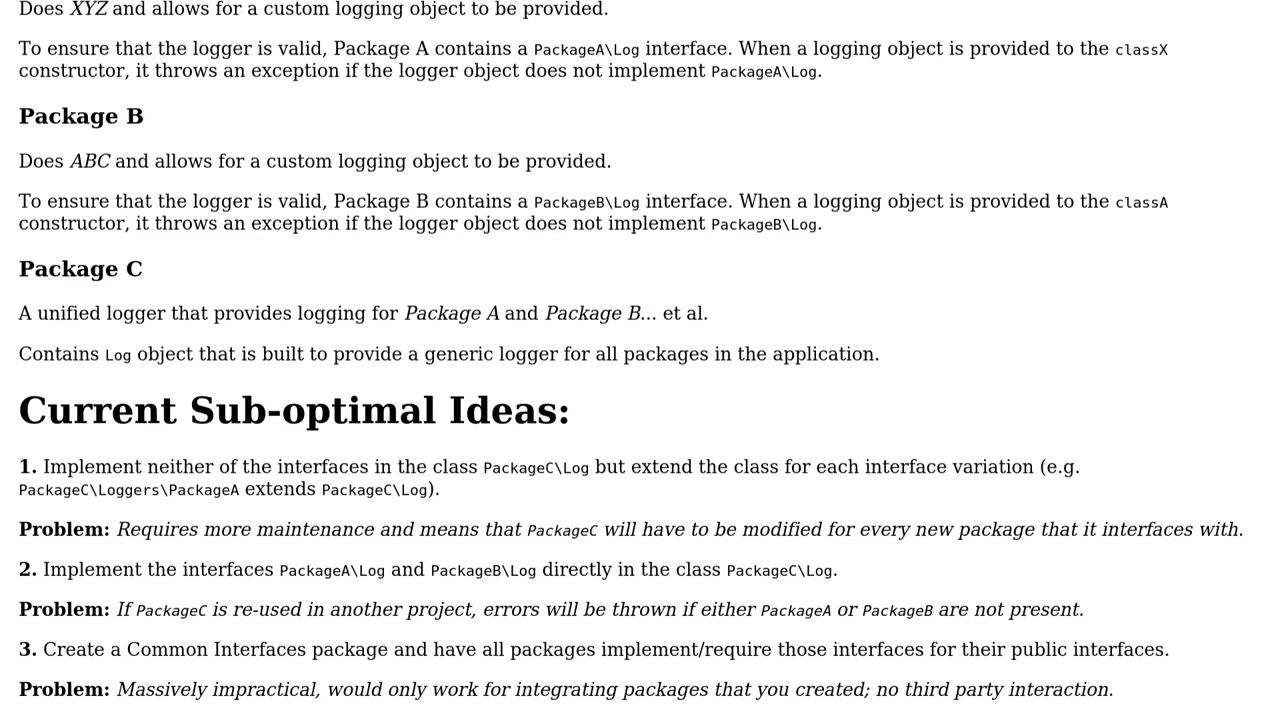 Does XYZ and allows for a custom logging object to be provided.
To ensure that the logger is valid, Package A contains a PackageA\Log interface. When a logging object is provided to the classX
constructor, it throws an exception if the logger object does not implement PackageA\Log.
Package B
Does ABC and allows for a custom logging object to be provided.
To ensure that the logger is valid, Package B contains a PackageB\Log interface. When a logging object is provided to the classA
constructor, it throws an exception if the logger object does not implement PackageB\Log.
Package C
A unified logger that provides logging for Package A and Package B... et al.
Contains Log object that is built to provide a generic logger for all packages in the application.
Current Sub-optimal Ideas:
1. Implement neither of the interfaces in the class PackageC\Log but extend the class for each interface variation (e.g.
PackageC\Loggers\PackageA extends PackageC\Log).
Problem: Requires more maintenance and means that PackageC will have to be modified for every new package that it interfaces with.
2. Implement the interfaces PackageA\Log and PackageB\Log directly in the class PackageC\Log.
Problem: If PackageC is re-used in another project, errors will be thrown if either PackageA or PackageB are not present.
3. Create a Common Interfaces package and have all packages implement/require those interfaces for their public interfaces.
Problem: Massively impractical, would only work for integrating packages that you created; no third party interaction.